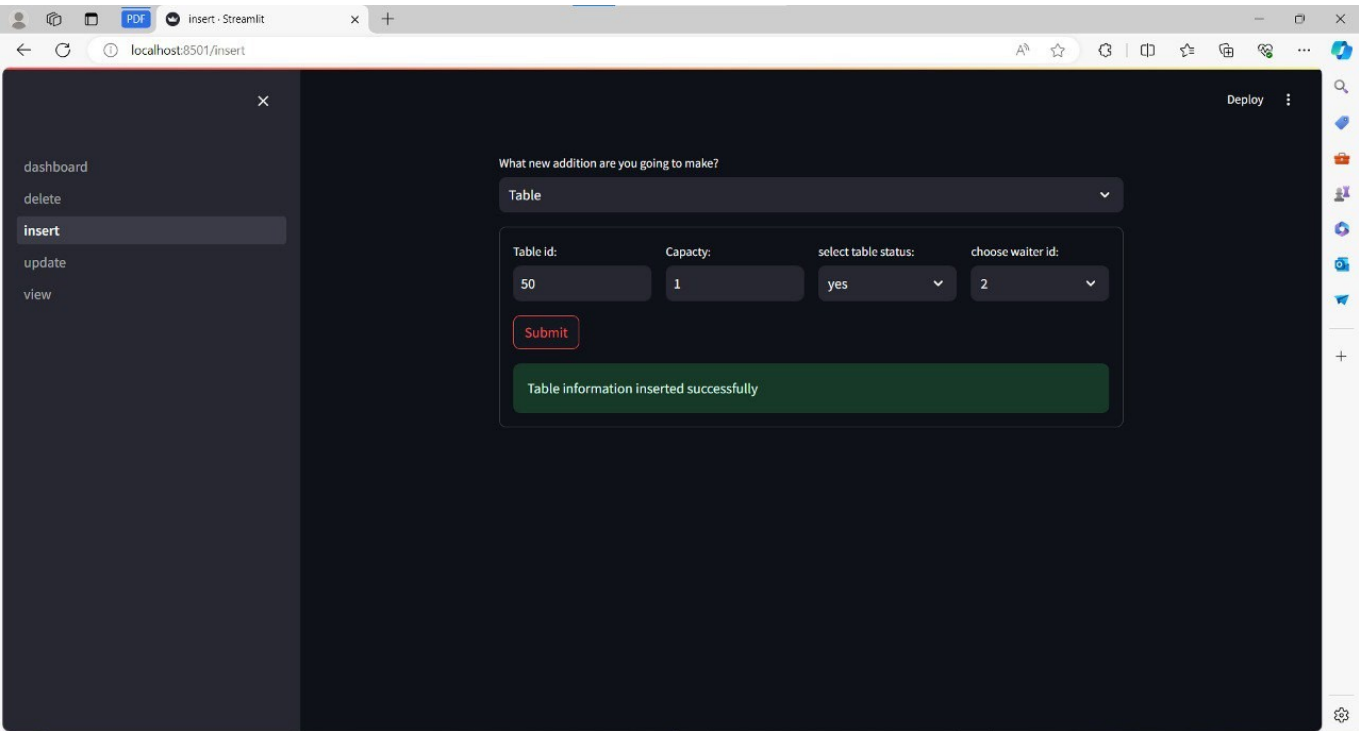 PDF
insert · Streamlit
localhost:8501/insert
Deploy
dashboard
delete
insert
update
view
What new addition are you going to make?
Table
Table id:
Capacty:
select table status:
choose waiter id:
50
1
yes
2
Submit
Table information inserted successfully